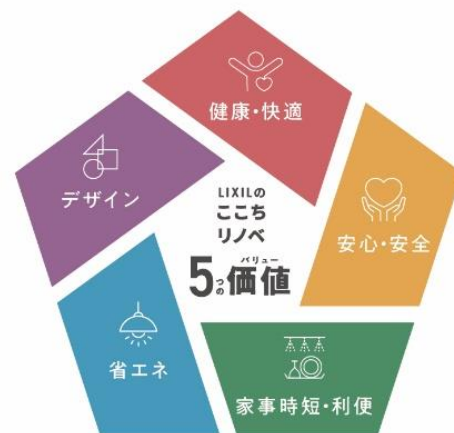 健康・快適
デザイン
LIXILの
ここち
リノベ
安心・安全
バリュー
5つの価値
省エネ
家事時短・利便